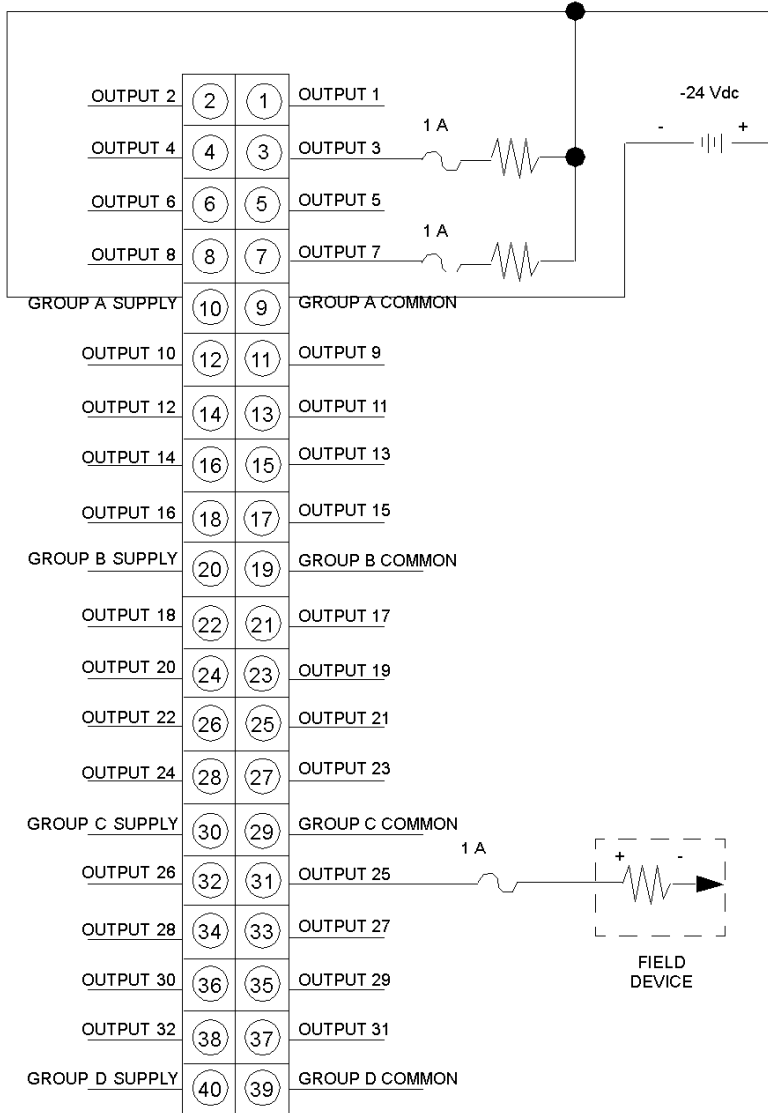 -24 Vdc
- +
OUTPUT 2 2 1 OUTPUT 1
1 A
OUTPUT 4 4 3 OUTPUT 3
OUTPUT 6 6 5 OUTPUT 5
1 A
OUTPUT 8 8 7 OUTPUT 7
GROUP A SUPPLY 10 9 GROUP A COMMON
OUTPUT 10 12 11 OUTPUT 9
OUTPUT 12 14 13 OUTPUT 11
OUTPUT 14 16 15 OUTPUT 13
OUTPUT 16 18 17 OUTPUT 15
GROUP B SUPPLY 20 19 GROUP B COMMON
OUTPUT 18 22 21 OUTPUT 17
OUTPUT 20 24 23 OUTPUT 19
OUTPUT 22 26 25 OUTPUT 21
OUTPUT 24 28 27 OUTPUT 23
GROUP C SUPPLY 30 29 GROUP C COMMON
1 A
+ -
OUTPUT 26 32 31 OUTPUT 25
OUTPUT 28 34 33 OUTPUT 27
FIELD
DEVICE
OUTPUT 30 36 35 OUTPUT 29
OUTPUT 32 38 37 OUTPUT 31
GROUP D SUPPLY 40 39 GROUP D COMMON